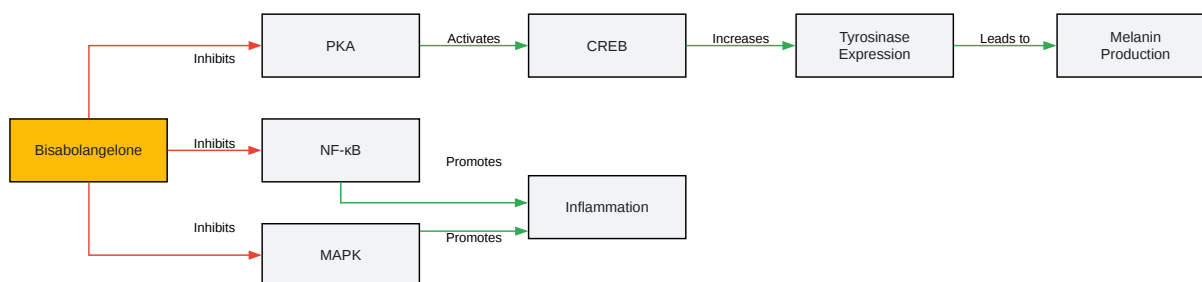 PKA
Activates
CREB
Increases
Tyrosinase
Expression
Leads to
Melanin
Production
Inhibits
Bisabolangelone
Inhibits
NF-κB
Promotes
Inflammation
Inhibits
MAPK
Promotes